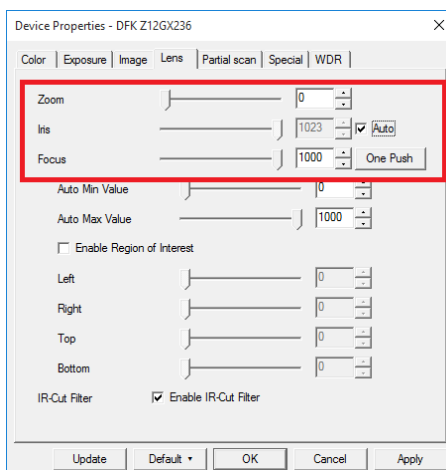 Device Properties - DFK Z12GX236
Color Exposure Image Lens Partial scan Special WDR
Zoom 0
Iris 1023 Auto
Focus 1000 One Push
Auto Min Value 0
Auto Max Value 1000
Enable Region of Interest
Left 0
Right 0
Top 0
Bottom 0
IR-Cut Filter Enable IR-Cut Filter
Update Default OK Cancel Apply